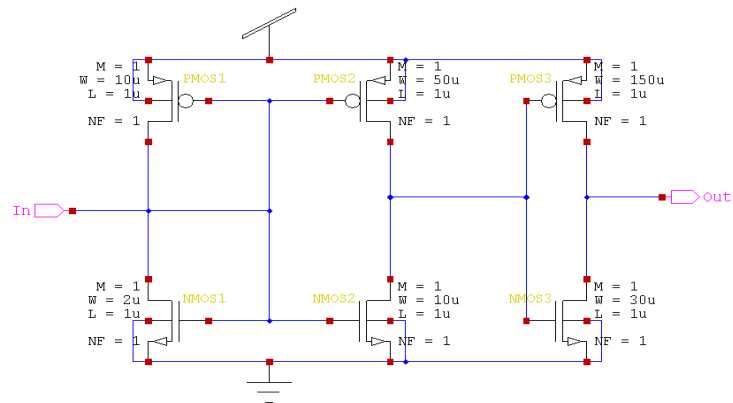 M = 1
W = 10u
L = 1u
NF = 1
PMOS1
PMOS2
M = 1
W = 50u
L = 1u
NF = 1
PMOS3
M = 1
W = 150u
L = 1u
NF = 1
In
Out
M = 1
W = 2u
L = 1u
NF = 1
NMOS1
NMOS2
M = 1
W = 10u
L = 1u
NF = 1
NMOS3
M = 1
W = 30u
L = 1u
NF = 1